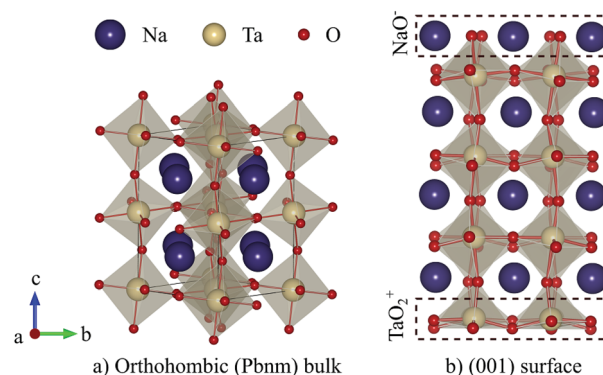 Na Ta O
NaO⁻
TaO₂⁺
c
a b
a) Orthohombic (Pbnm) bulk
b) (001) surface